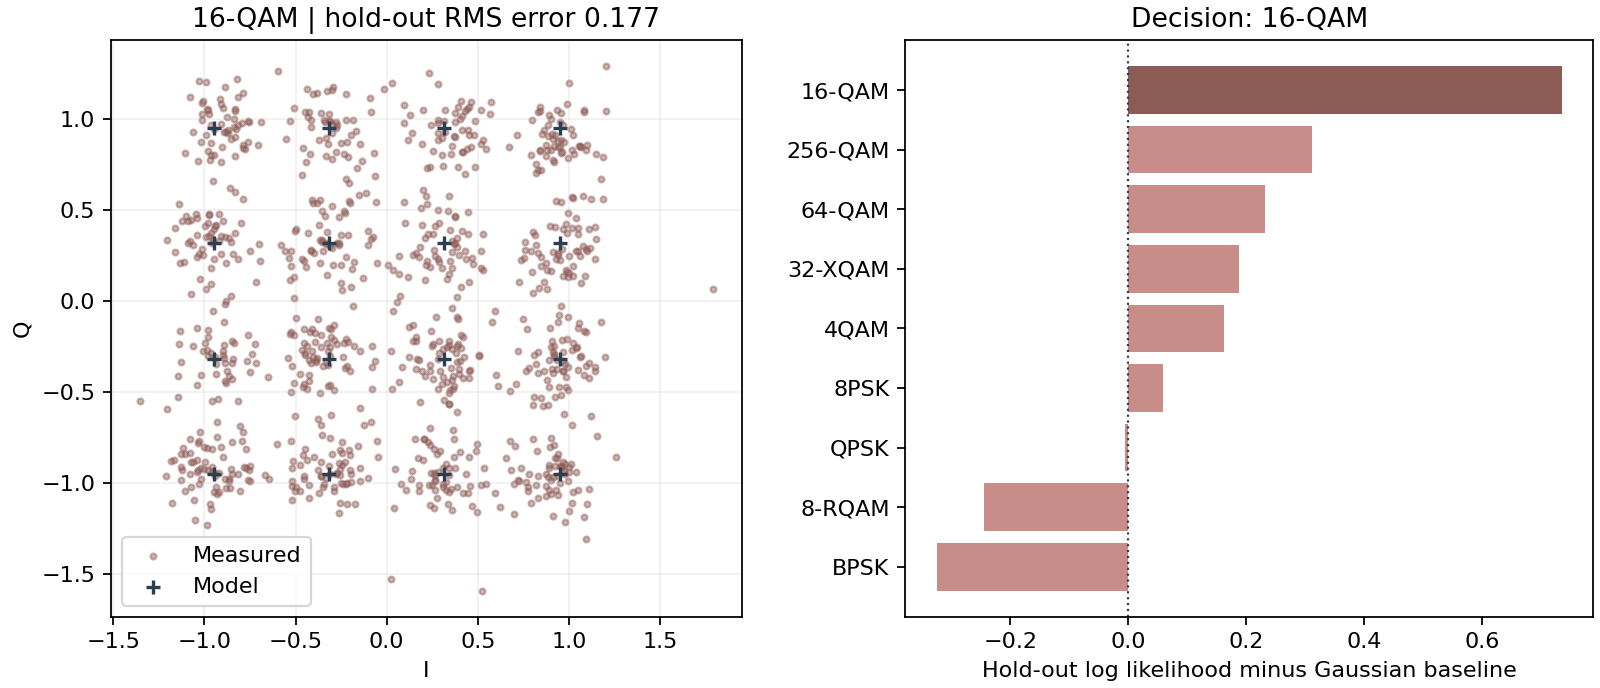 16-QAM | hold-out RMS error 0.177
1.0
0.5
0.0
−0.5
−1.0
−1.5
Q
Measured
Model
−1.5
−1.0
−0.5
0.0
0.5
1.0
1.5
I
Decision: 16-QAM
16-QAM
256-QAM
64-QAM
32-XQAM
4QAM
8PSK
QPSK
8-RQAM
BPSK
−0.2
0.0
0.2
0.4
0.6
Hold-out log likelihood minus Gaussian baseline